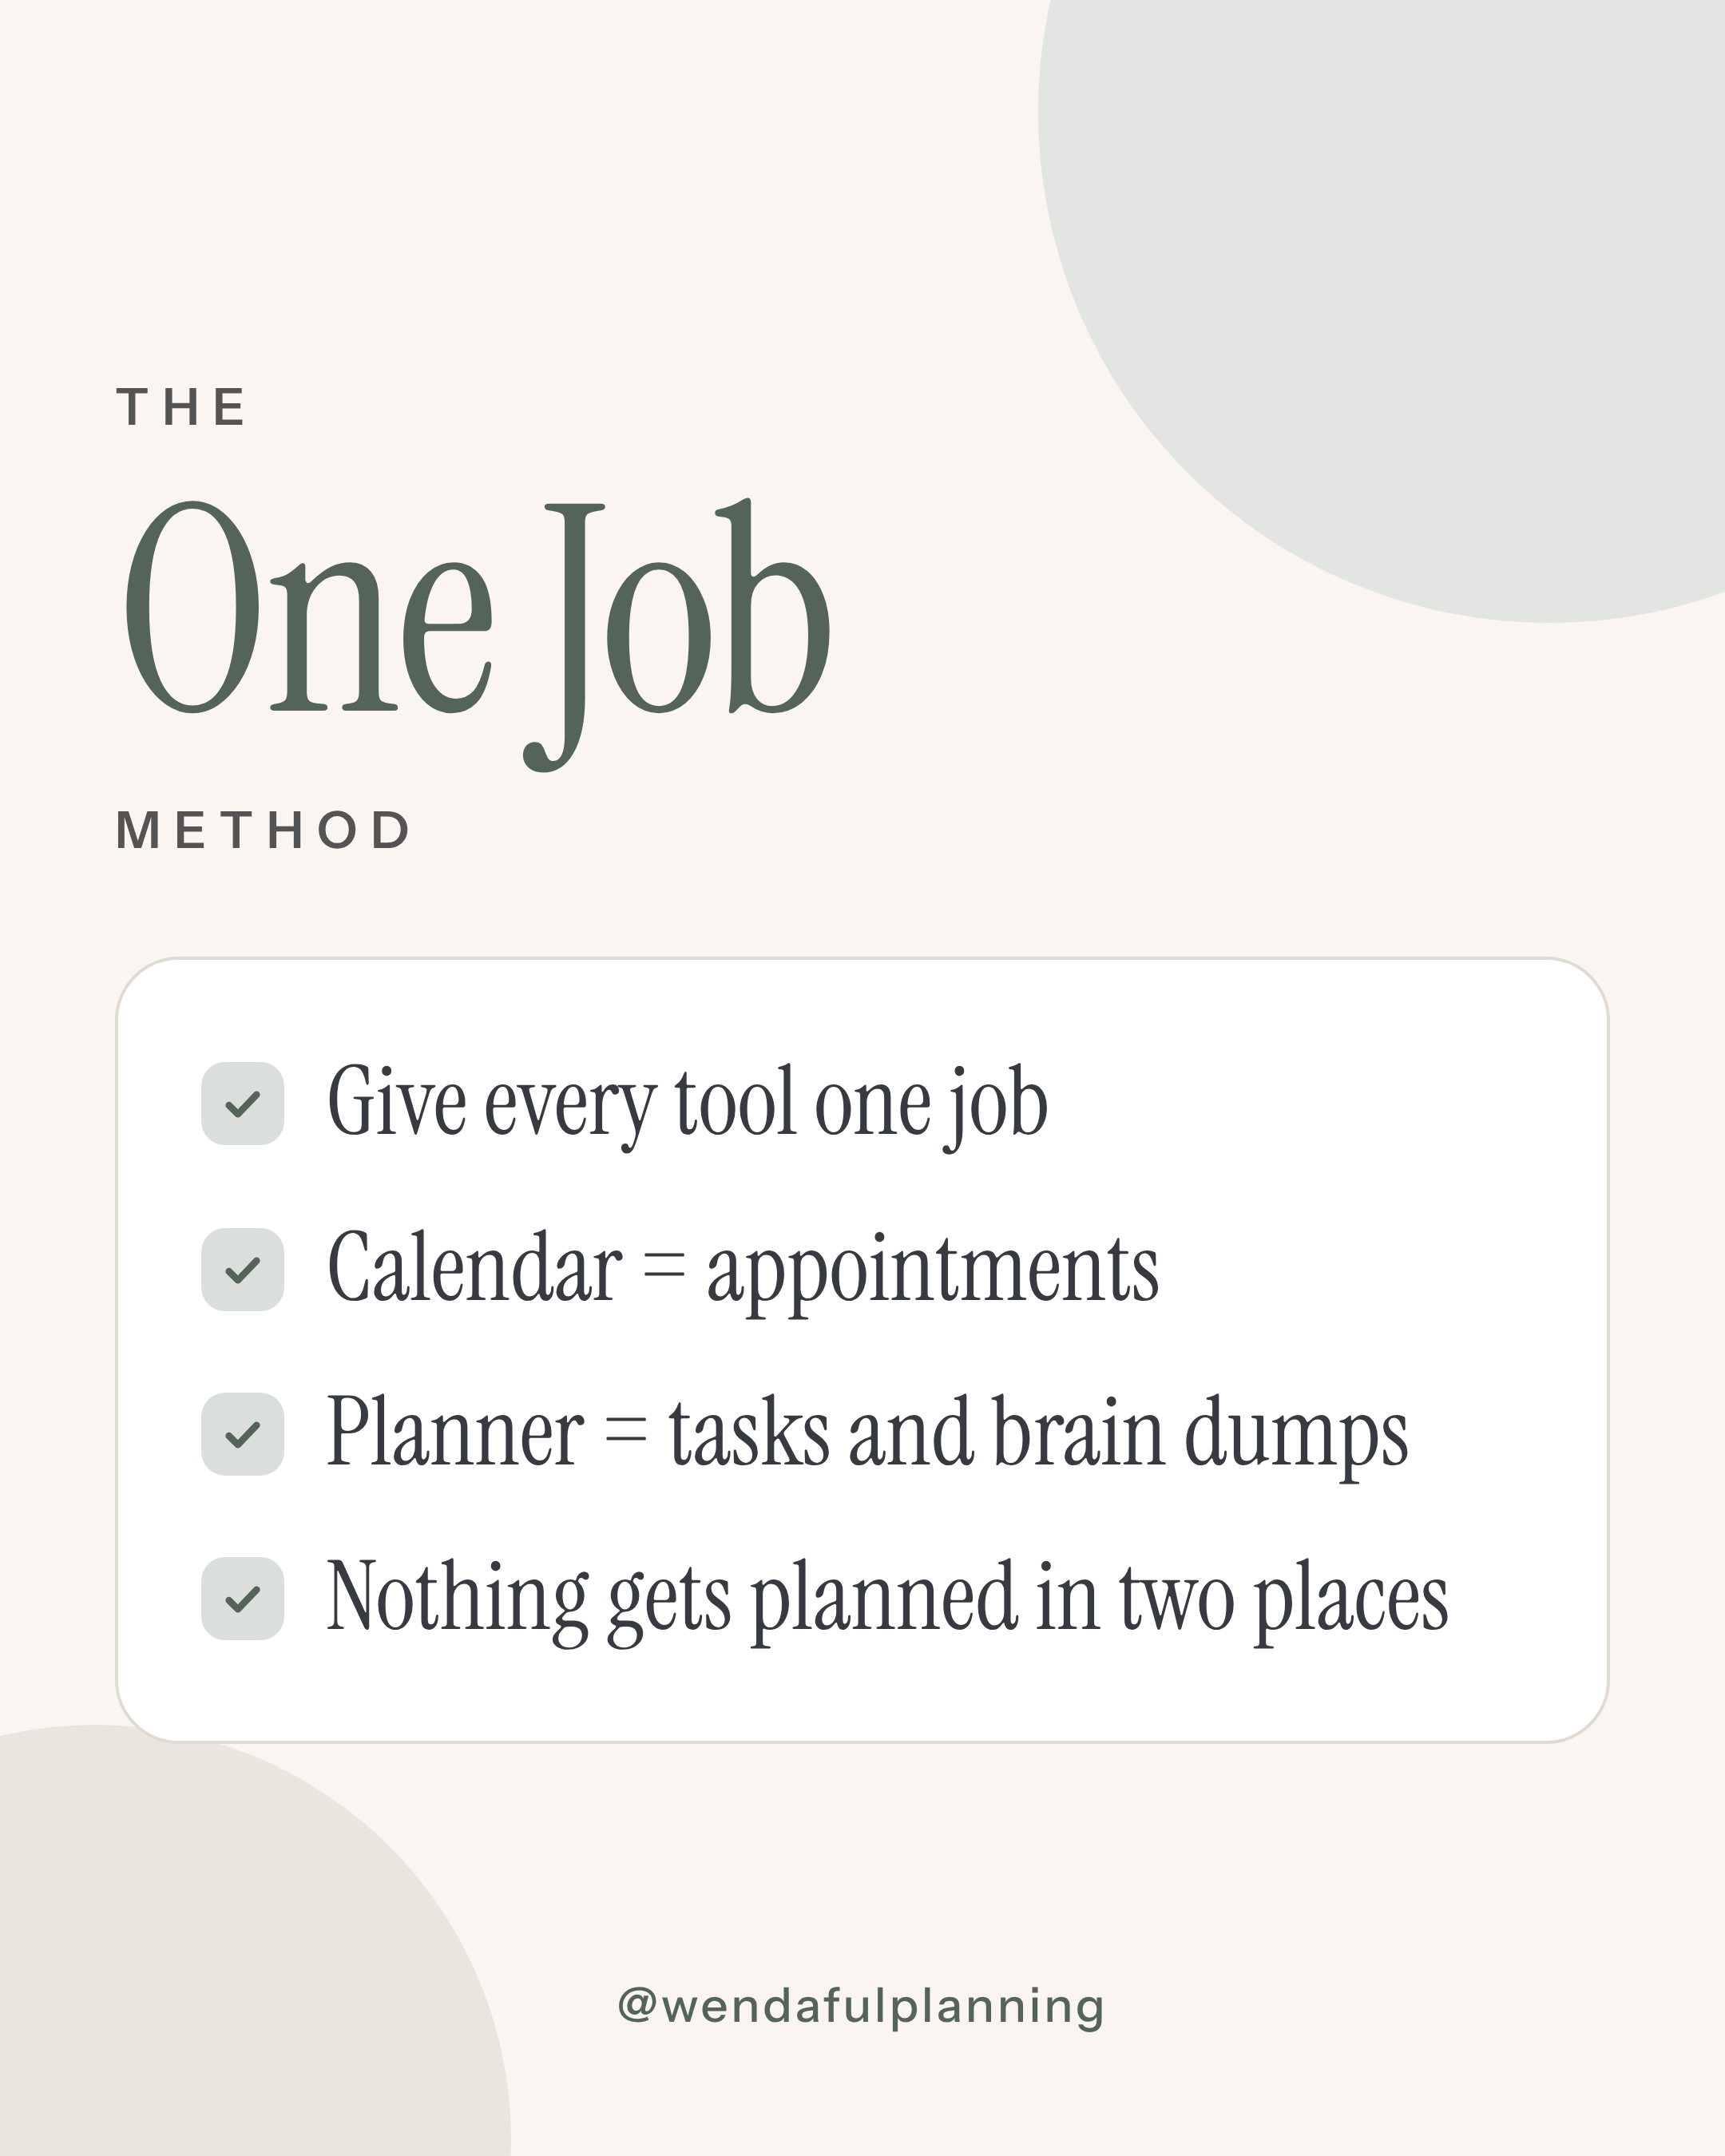 THE
One Job
METHOD
Give every tool one job
Calendar = appointments
Planner = tasks and brain dumps
Nothing gets planned in two places
@wendafulplanning